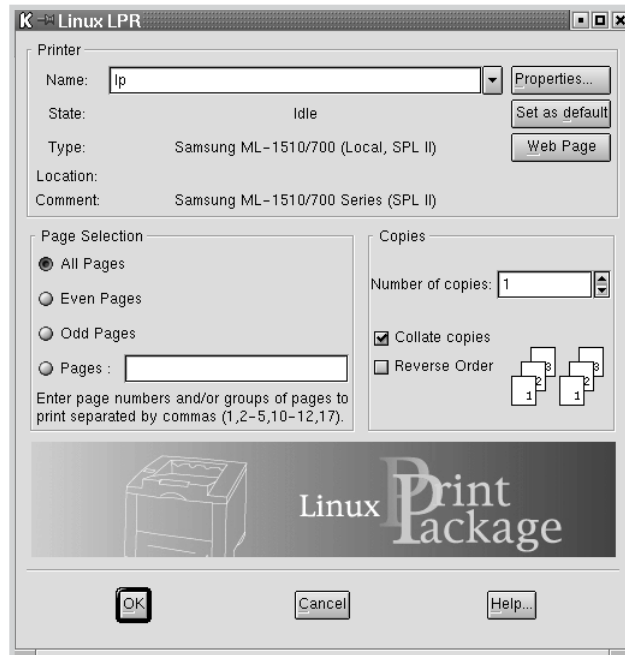 K Linux LPR
Printer
Name: lp Properties...
State: Idle Set as default
Type: Samsung ML-1510/700 (Local, SPL II) Web Page
Location:
Comment: Samsung ML-1510/700 Series (SPL II)
Page Selection
All Pages
Even Pages
Odd Pages
Pages :
Enter page numbers and/or groups of pages to
print separated by commas (1,2-5,10-12,17).
Copies
Number of copies: 1
Collate copies
Reverse Order
3 3
2 2
1 1
Linux Print
Package
OK Cancel Help...